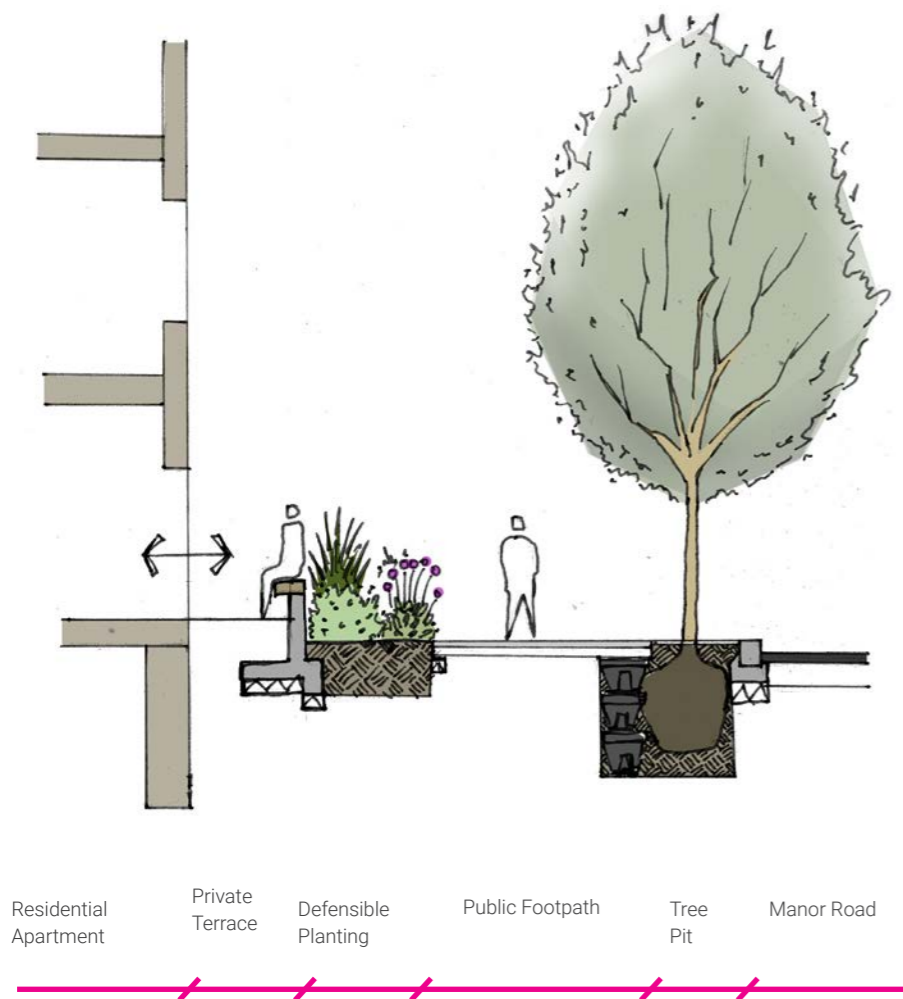 Residential
Apartment
Private
Terrace
Defensible
Planting
Public Footpath
Tree
Pit
Manor Road